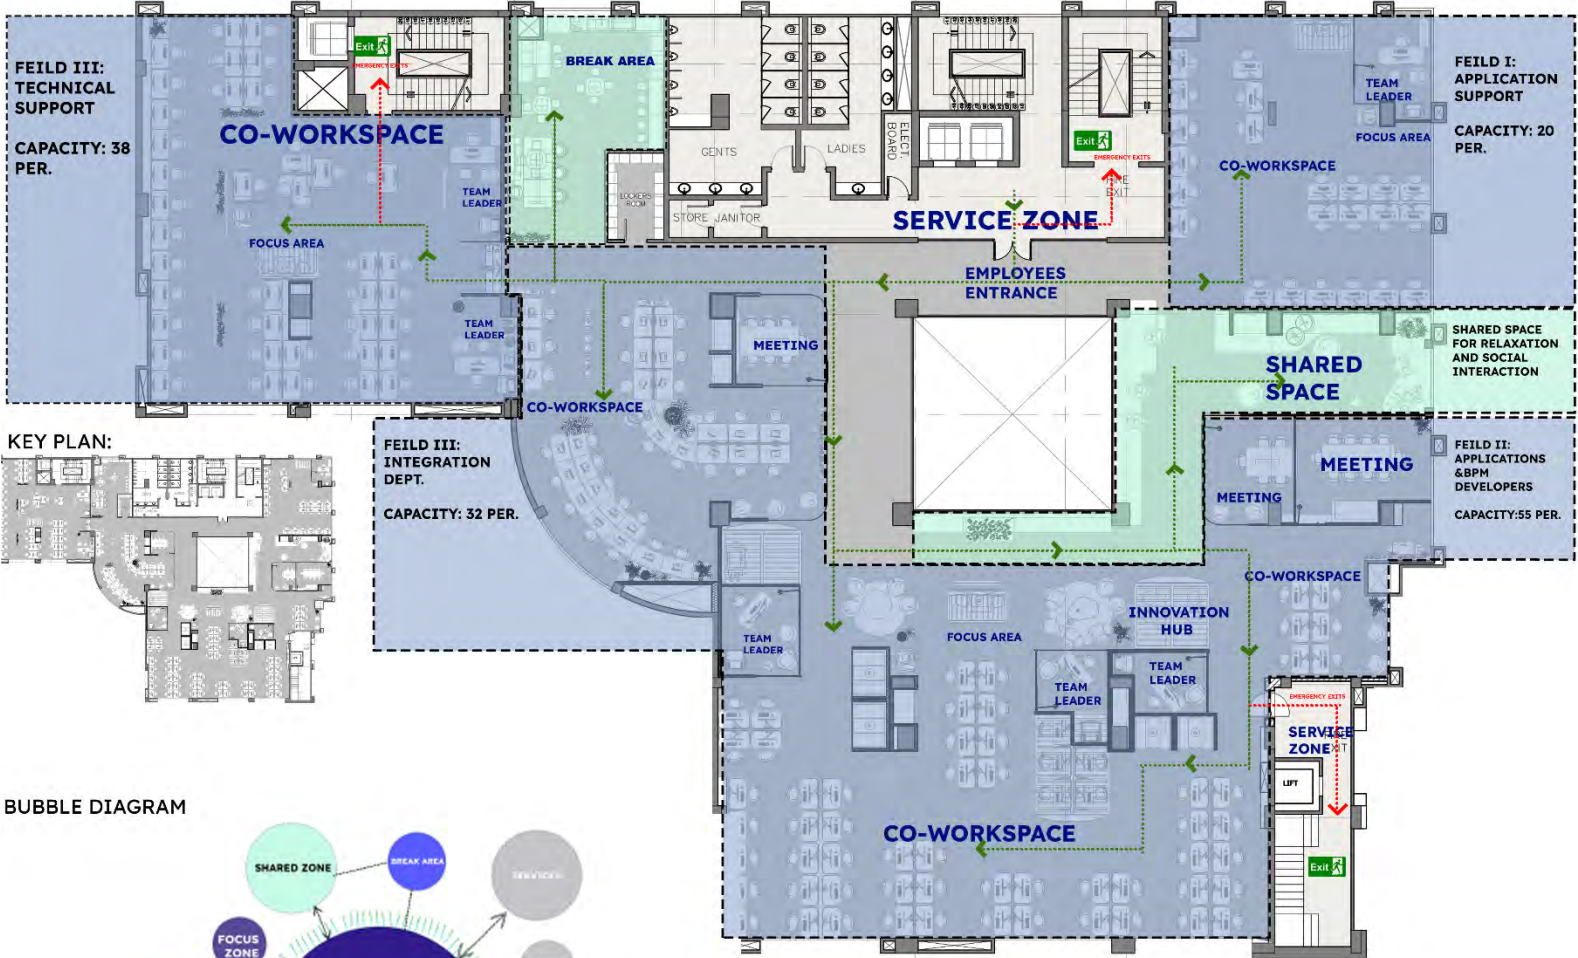 FEILD III:
TECHNICAL
SUPPORT
CAPACITY: 38
PER.
Exit
EMERGENCY EXITS
CO-WORKSPACE
TEAM
LEADER
FOCUS AREA
TEAM
LEADER
BREAK AREA
LOCKERS
ROOM
GENTS
LADIES
ELECT.
BOARD
STORE
JANITOR
SERVICE ZONE
Exit
EMERGENCY EXITS
FIRE
EXIT
EMPLOYEES
ENTRANCE
TEAM
LEADER
FOCUS AREA
CO-WORKSPACE
FEILD I:
APPLICATION
SUPPORT
CAPACITY: 20
PER.
MEETING
CO-WORKSPACE
SHARED
SPACE
SHARED SPACE
FOR RELAXATION
AND SOCIAL
INTERACTION
KEY PLAN:
FEILD III:
INTEGRATION
DEPT.
CAPACITY: 32 PER.
MEETING
MEETING
FEILD II:
APPLICATIONS
&BPM
DEVELOPERS
CAPACITY:55 PER.
CO-WORKSPACE
INNOVATION
HUB
FOCUS AREA
TEAM
LEADER
TEAM
LEADER
TEAM
LEADER
EMERGENCY EXITS
SERVICE
ZONE
EXIT
LIFT
CO-WORKSPACE
Exit
BUBBLE DIAGRAM
SHARED ZONE
BREAK AREA
FOCUS
ZONE